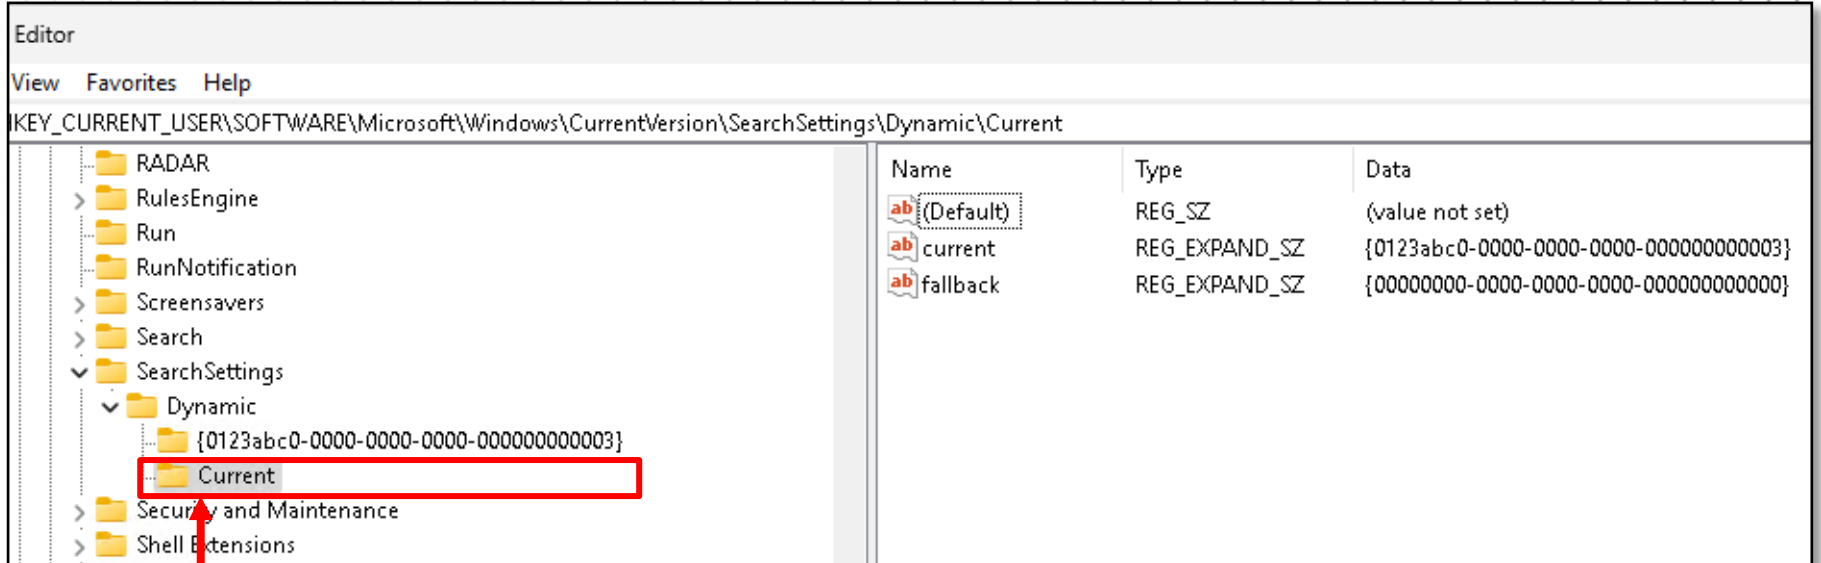 Editor
View Favorites Help
HKEY_CURRENT_USER\SOFTWARE\Microsoft\Windows\CurrentVersion\SearchSettings\Dynamic\Current
RADAR
RulesEngine
Run
RunNotification
Screensavers
Search
SearchSettings
Dynamic
{0123abc0-0000-0000-0000-000000000003}
Current
Security and Maintenance
Shell Extensions
Name Type Data
(Default) REG_SZ (value not set)
current REG_EXPAND_SZ {0123abc0-0000-0000-0000-000000000003}
fallback REG_EXPAND_SZ {00000000-0000-0000-0000-000000000000}